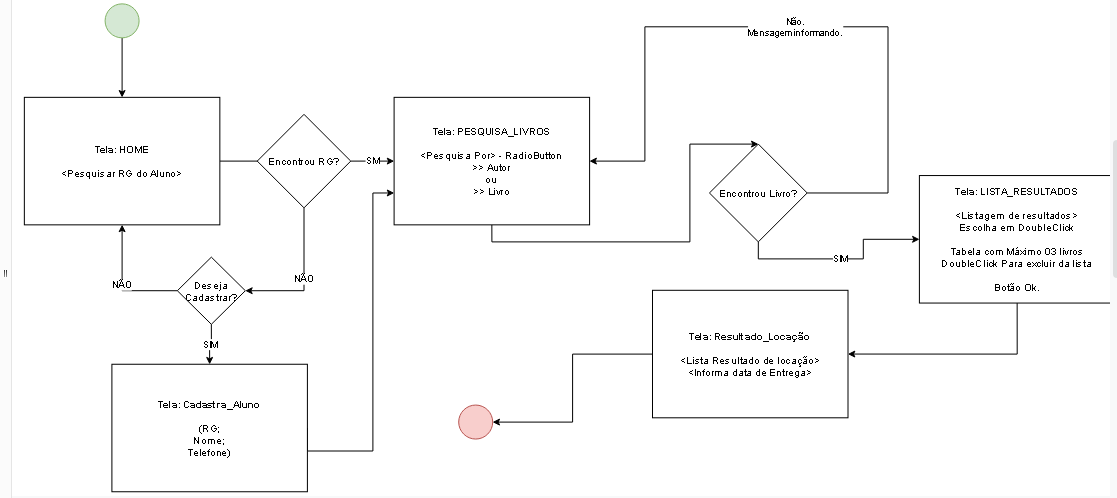 Tela: HOME
<Pesquisar RG do Aluno>
Encontrou RG?
SIM
NÃO
Deseja
Cadastrar?
NÃO
SIM
Tela: Cadastra_Aluno
(RG;
Nome;
Telefone)
Tela: PESQUISA_LIVROS
<Pesquisa Por> - RadioButton
>> Autor
ou
>> Livro
Não.
Mensagem informando.
Encontrou Livro?
SIM
Tela: LISTA_RESULTADOS
<Listagem de resultados>
Escolha em DoubleClick
Tabela com Máximo 03 livros
DoubleClick Para excluir da lista
Botão Ok.
Tela: Resultado_Locação
<Lista Resultado de locação>
<Informa data de Entrega>